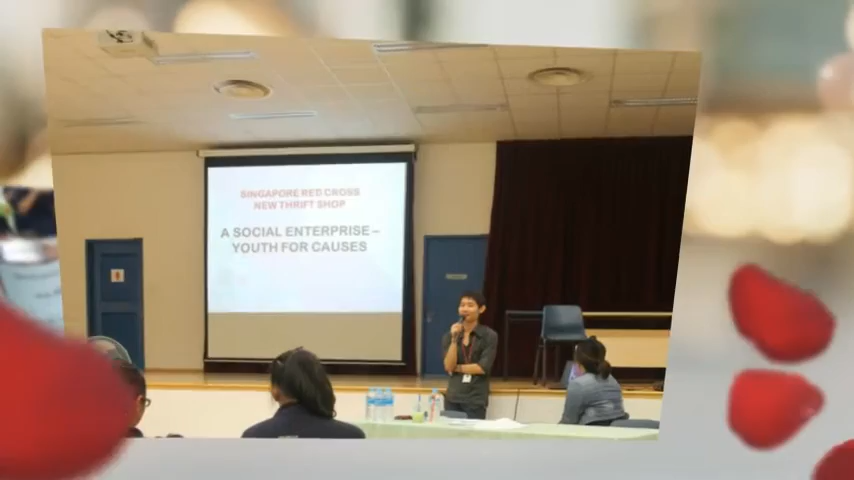 SINGAPORE RED CROSS
NEW THRIFT SHOP
A SOCIAL ENTERPRISE –
YOUTH FOR CAUSES